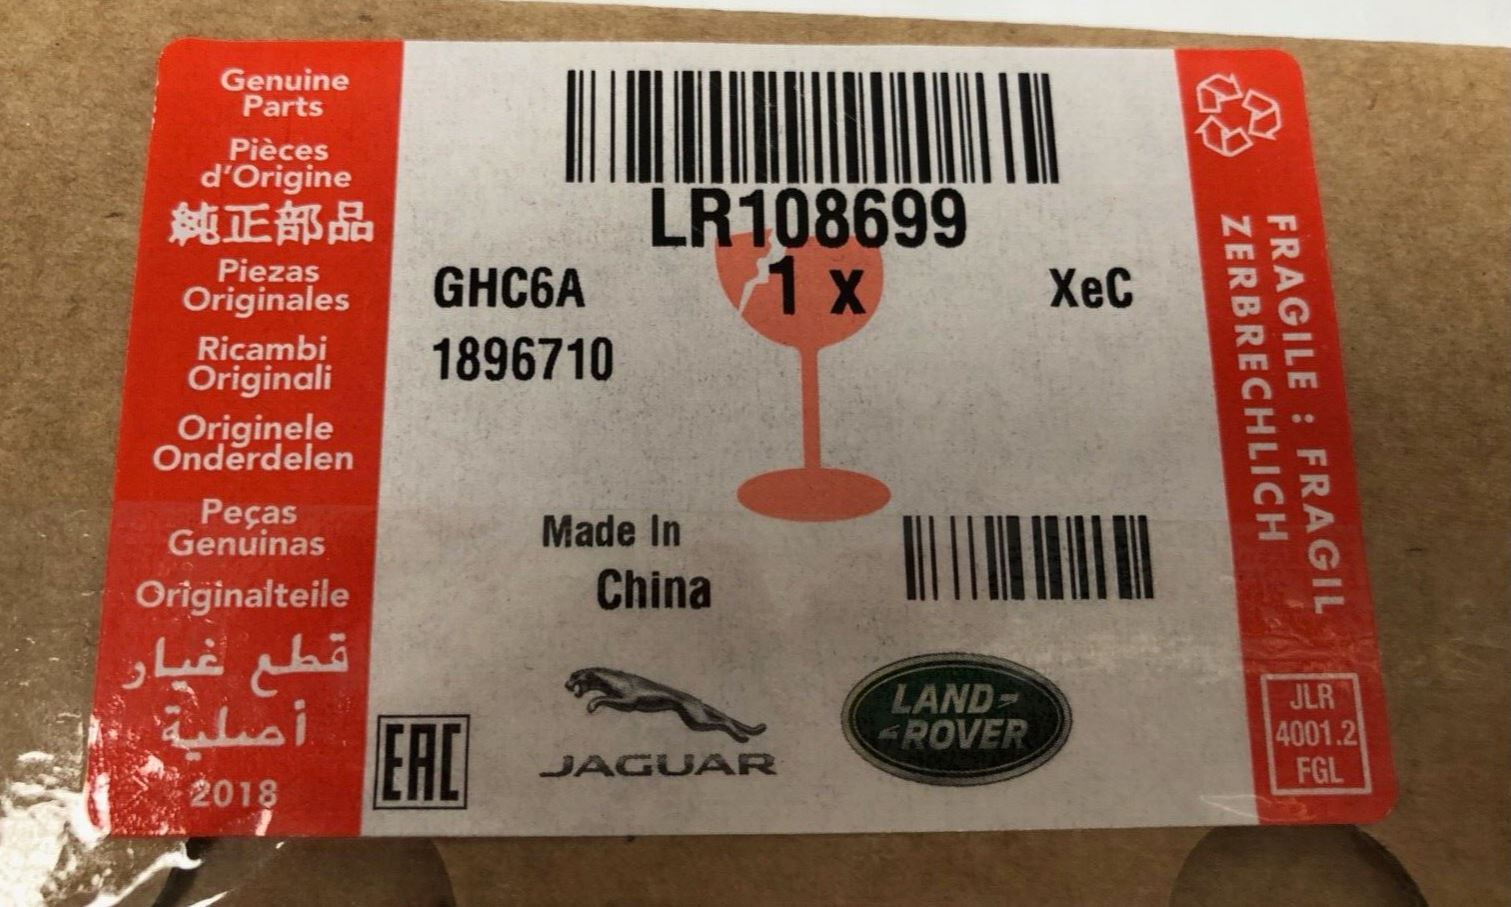 Genuine
Parts
Pièces
d'Origine
純正部品
Piezas
Originales
Ricambi
Originali
Originele
Onderdelen
Peças
Genuinas
Originalteile
قطع غيار
أصلية
2018
LR108699
GHC6A 1 x XeC
1896710
Made In
China
EAC
JAGUAR
LAND-
-ROVER
FRAGILE : FRAGIL
ZERBRECHLICH
JLR
4001.2
FGL